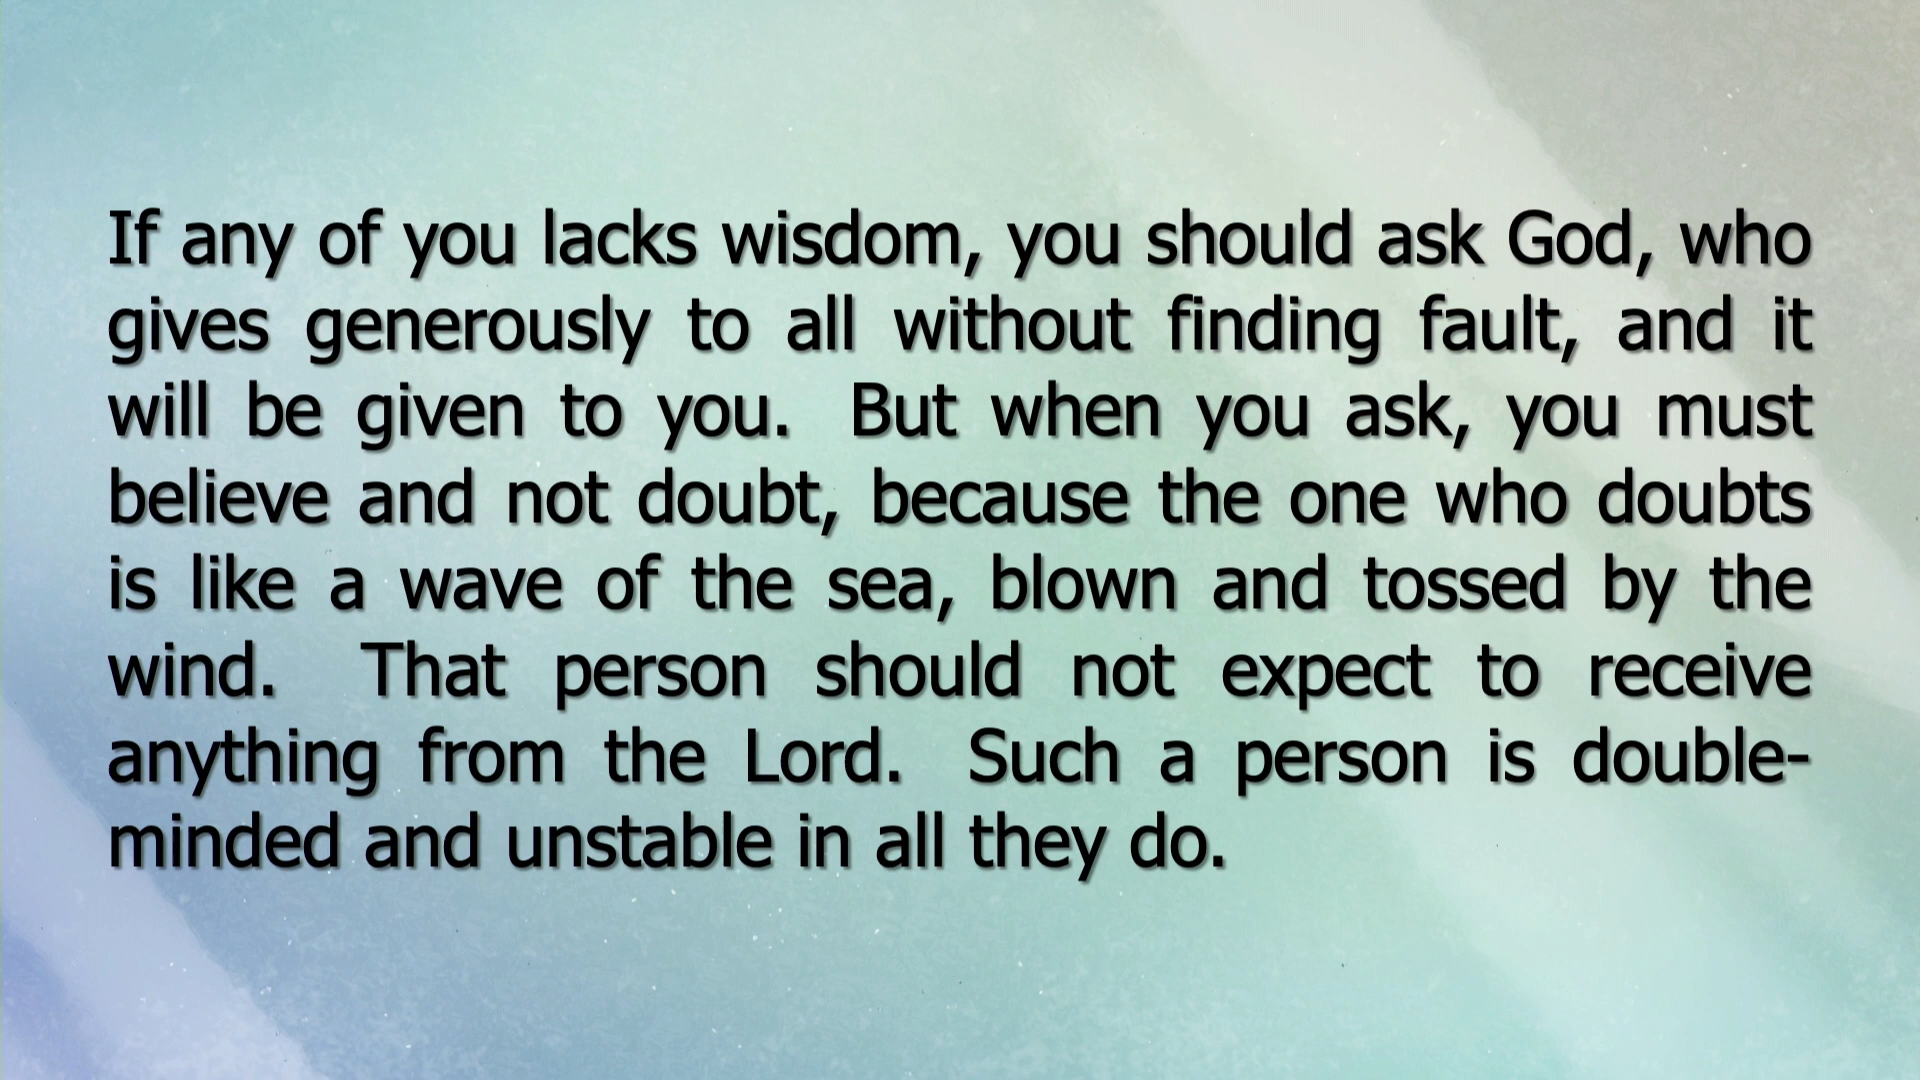 If any of you lacks wisdom, you should ask God, who
gives generously to all without finding fault, and it
will be given to you.  But when you ask, you must
believe and not doubt, because the one who doubts
is like a wave of the sea, blown and tossed by the
wind.  That person should not expect to receive
anything from the Lord.  Such a person is double-
minded and unstable in all they do.